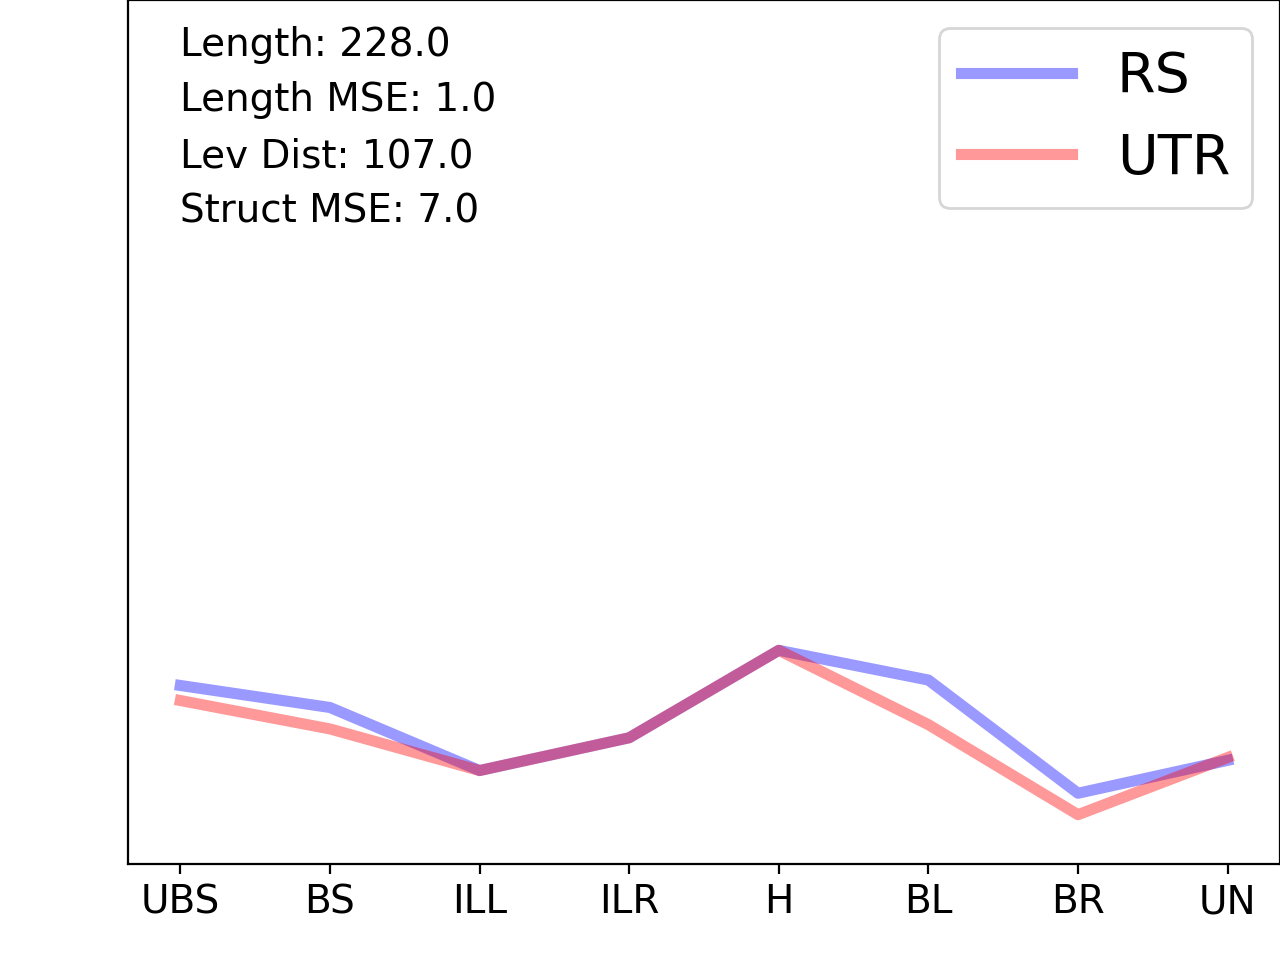 Length: 228.0
Length MSE: 1.0
Lev Dist: 107.0
Struct MSE: 7.0
RS
UTR
UBS BS ILL ILR H BL BR UN